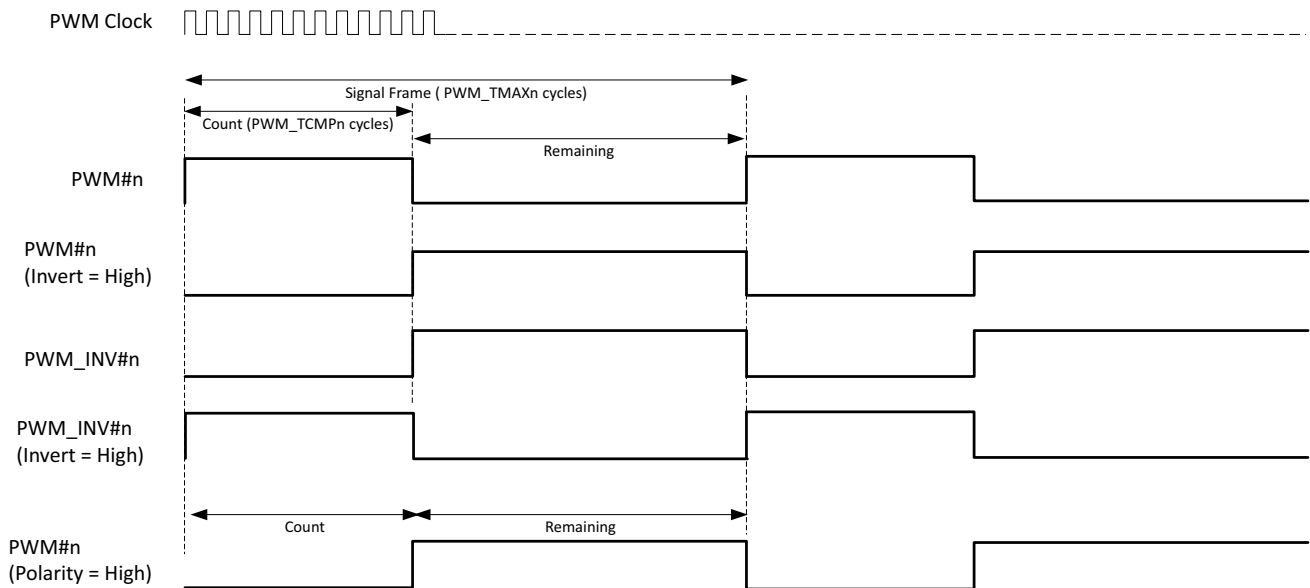 PWM Clock
Signal Frame ( PWM_TMAXn cycles)
Count (PWM_TCMPn cycles)
Remaining
PWM#n
PWM#n
(Invert = High)
PWM_INV#n
PWM_INV#n
(Invert = High)
Count
Remaining
PWM#n
(Polarity = High)